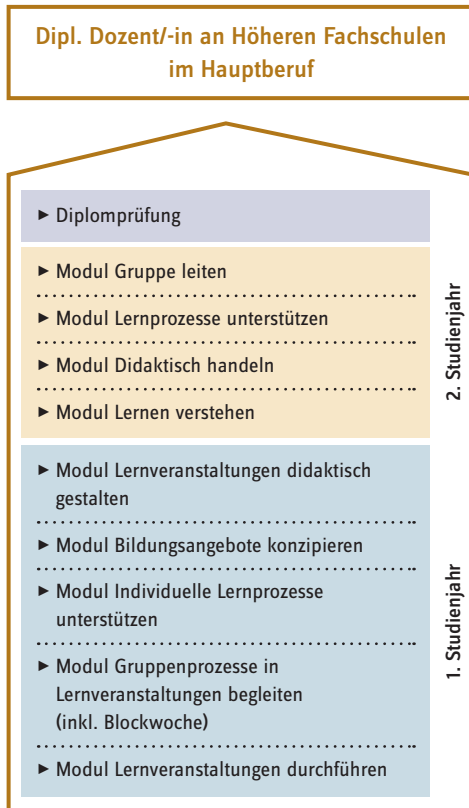 Dipl. Dozent/-in an Höheren Fachschulen
im Hauptberuf
► Diplomprüfung
► Modul Gruppe leiten
► Modul Lernprozesse unterstützen
► Modul Didaktisch handeln
► Modul Lernen verstehen
2. Studienjahr
► Modul Lernveranstaltungen didaktisch
gestalten
► Modul Bildungsangebote konzipieren
► Modul Individuelle Lernprozesse
unterstützen
► Modul Gruppenprozesse in
Lernveranstaltungen begleiten
(inkl. Blockwoche)
► Modul Lernveranstaltungen durchführen
1. Studienjahr